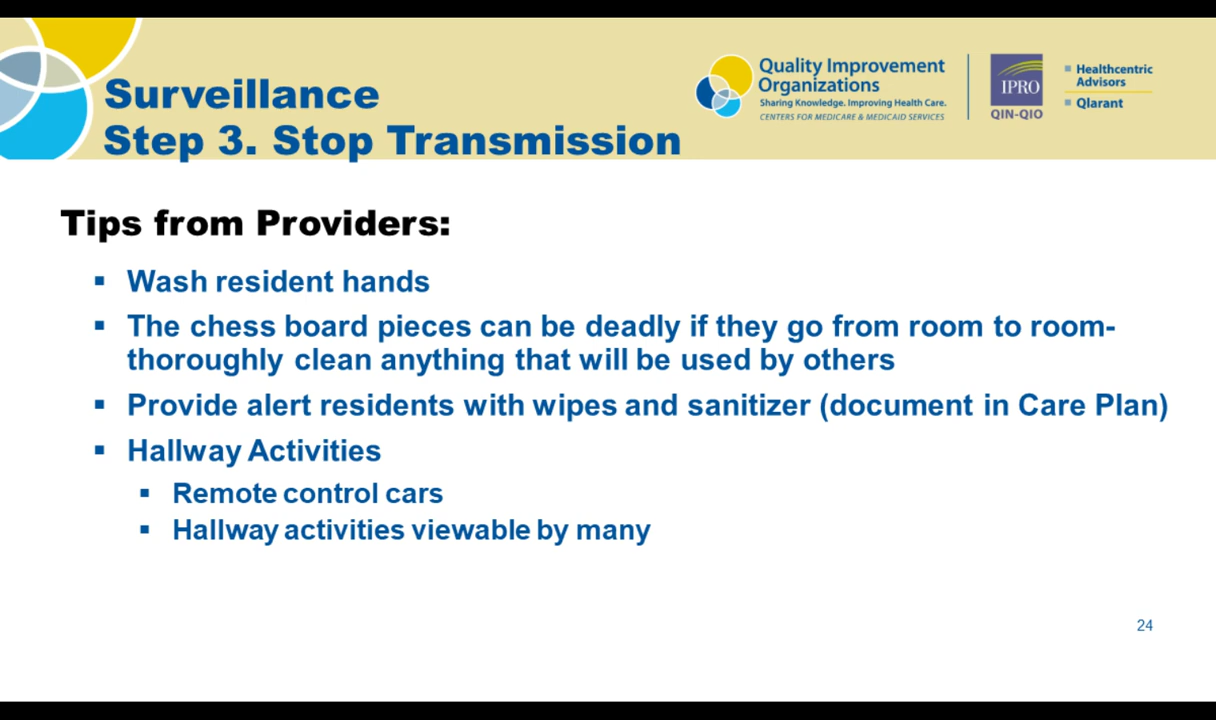 Surveillance
Step 3. Stop Transmission
Quality Improvement
Organizations
Sharing Knowledge. Improving Health Care.
CENTERS FOR MEDICARE & MEDICAID SERVICES
IPRO
QIN-QIO
▪ Healthcentric
Advisors
▪ Qlarant
Tips from Providers:
▪ Wash resident hands
▪ The chess board pieces can be deadly if they go from room to room-
thoroughly clean anything that will be used by others
▪ Provide alert residents with wipes and sanitizer (document in Care Plan)
▪ Hallway Activities
▪ Remote control cars
▪ Hallway activities viewable by many
24